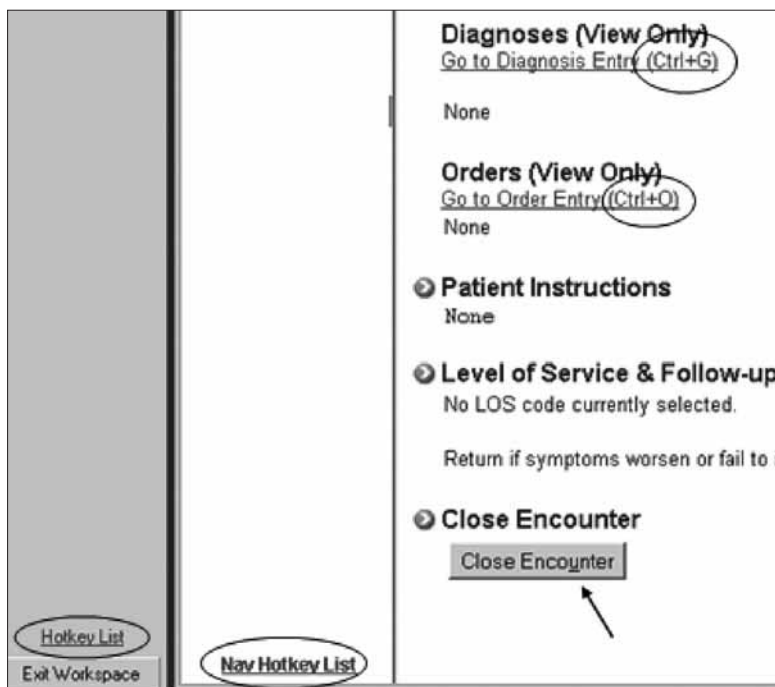 Diagnoses (View Only)
Go to Diagnosis Entry (Ctrl+G)
None
Orders (View Only)
Go to Order Entry (Ctrl+O)
None
Patient Instructions
None
Level of Service & Follow-up
No LOS code currently selected.
Return if symptoms worsen or fail to
Close Encounter
Close Encounter
Hotkey List
Exit Workspace
Nav Hotkey List